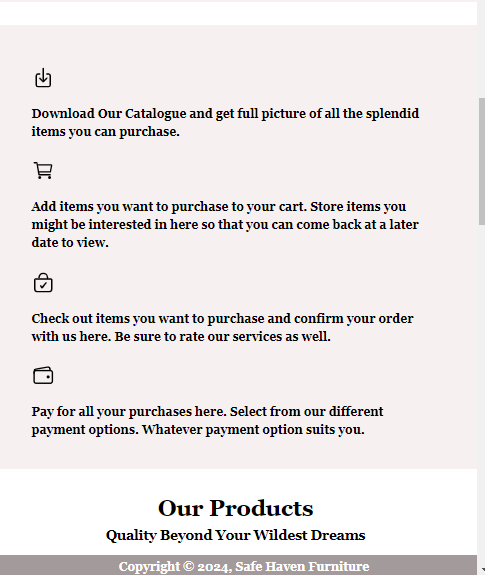 Download Our Catalogue and get full picture of all the splendid
items you can purchase.
Add items you want to purchase to your cart. Store items you
might be interested in here so that you can come back at a later
date to view.
Check out items you want to purchase and confirm your order
with us here. Be sure to rate our services as well.
Pay for all your purchases here. Select from our different
payment options. Whatever payment option suits you.
Our Products
Quality Beyond Your Wildest Dreams
Copyright © 2024, Safe Haven Furniture